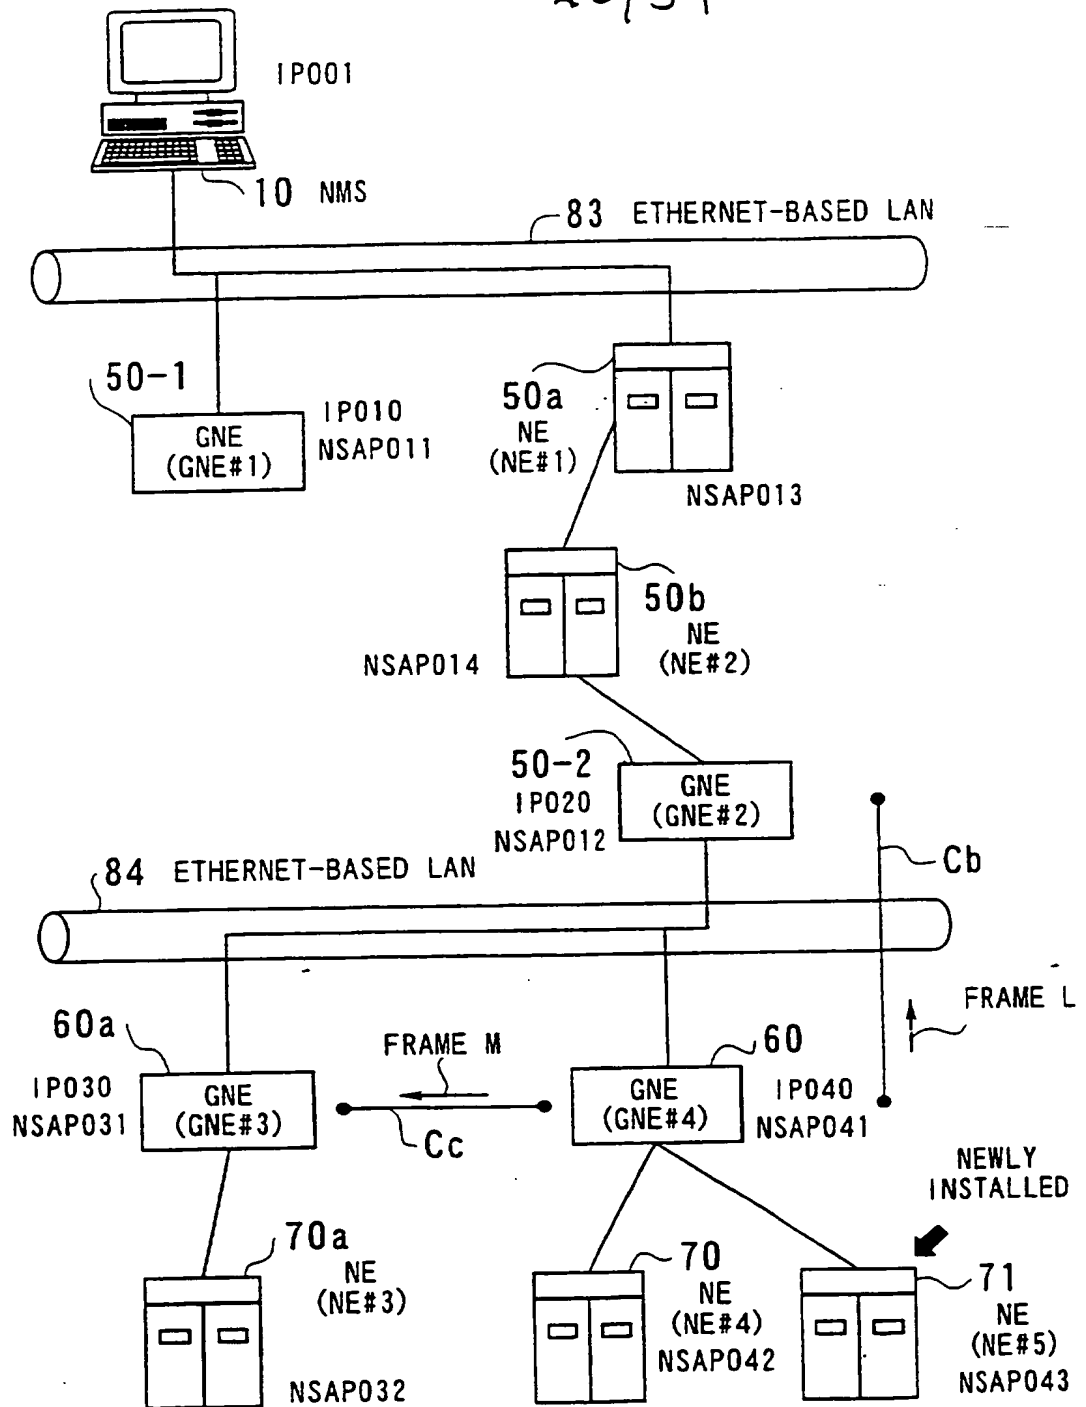 IP001
10 NMS
83 ETHERNET-BASED LAN
50-1
GNE
(GNE#1)
IP010
NSAP011
50a
NE
(NE#1)
NSAP013
50b
NE
(NE#2)
NSAP014
50-2
IP020
NSAP012
GNE
(GNE#2)
Cb
84 ETHERNET-BASED LAN
FRAME L
60a
IP030
NSAP031
GNE
(GNE#3)
FRAME M
Cc
60
GNE
(GNE#4)
IP040
NSAP041
NEWLY
INSTALLED
70a
NE
(NE#3)
NSAP032
70
NE
(NE#4)
NSAP042
71
NE
(NE#5)
NSAP043